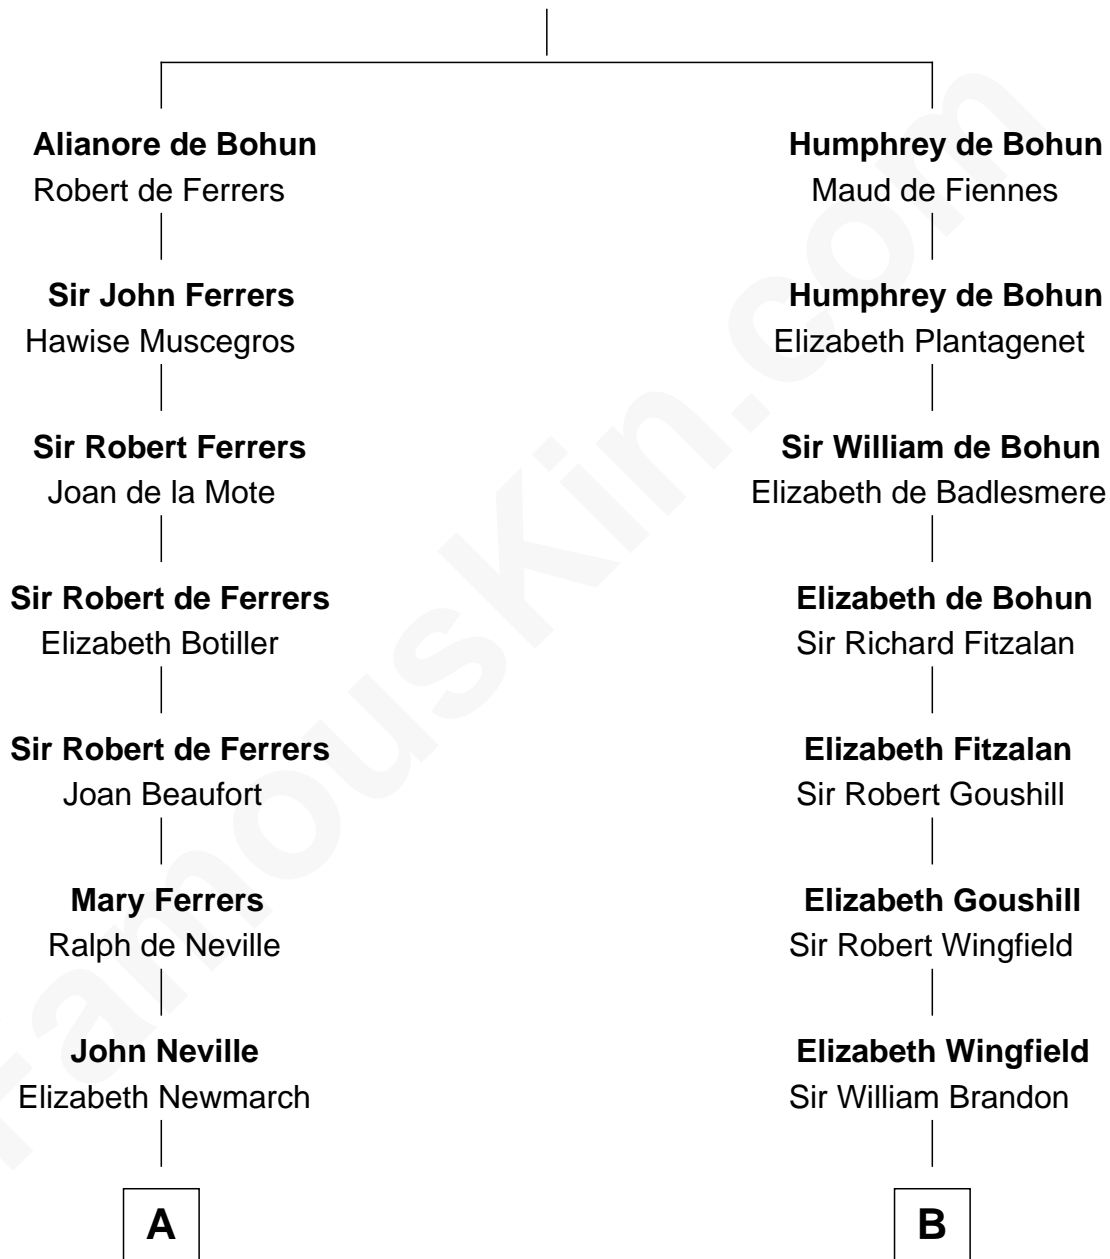 Alianore de Bohun
Robert de Ferrers
Humphrey de Bohun
Maud de Fiennes
Sir John Ferrers
Hawise Muscegros
Humphrey de Bohun
Elizabeth Plantagenet
Sir Robert Ferrers
Joan de la Mote
Sir William de Bohun
Elizabeth de Badlesmere
Sir Robert de Ferrers
Elizabeth Botiller
Elizabeth de Bohun
Sir Richard Fitzalan
Sir Robert de Ferrers
Joan Beaufort
Elizabeth Fitzalan
Sir Robert Goushill
Mary Ferrers
Ralph de Neville
Elizabeth Goushill
Sir Robert Wingfield
John Neville
Elizabeth Newmarch
Elizabeth Wingfield
Sir William Brandon
A
B
FamousKin.com